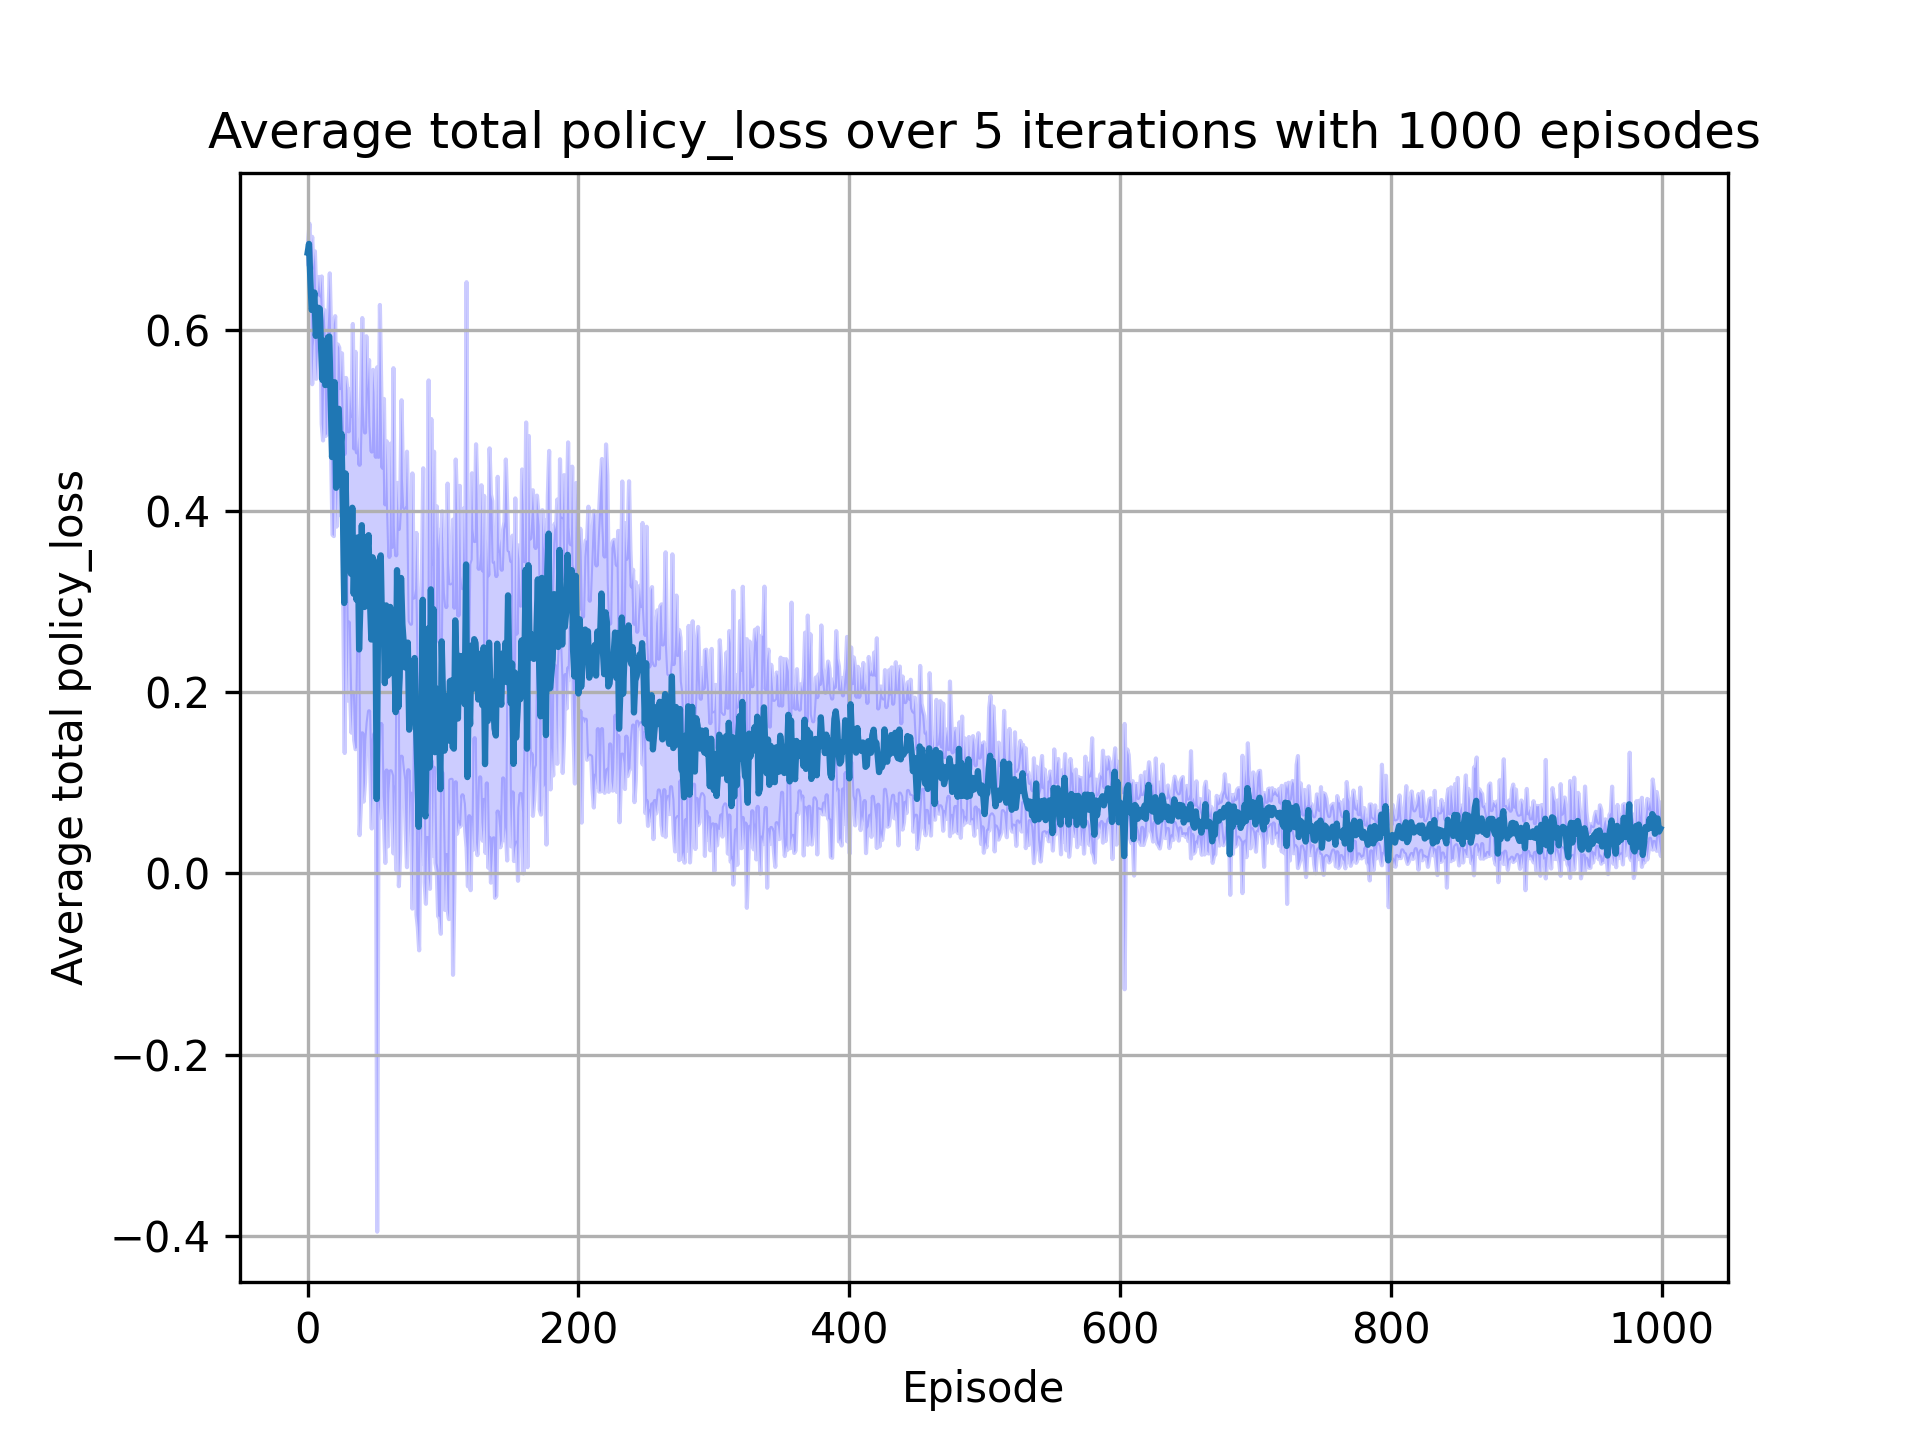 Average total policy_loss over 5 iterations with 1000 episodes
Average total policy_loss
0.6
0.4
0.2
0.0
−0.2
−0.4
0 200 400 600 800 1000
Episode